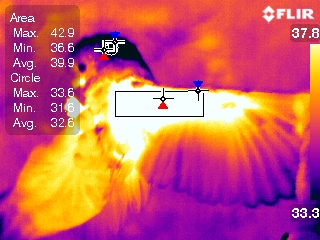 Area
Max. 42.9
Min. 36.6
Avg. 39.9
Circle
Max. 33.6
Min. 31.6
Avg. 32.6
FLIR
37.8
33.3